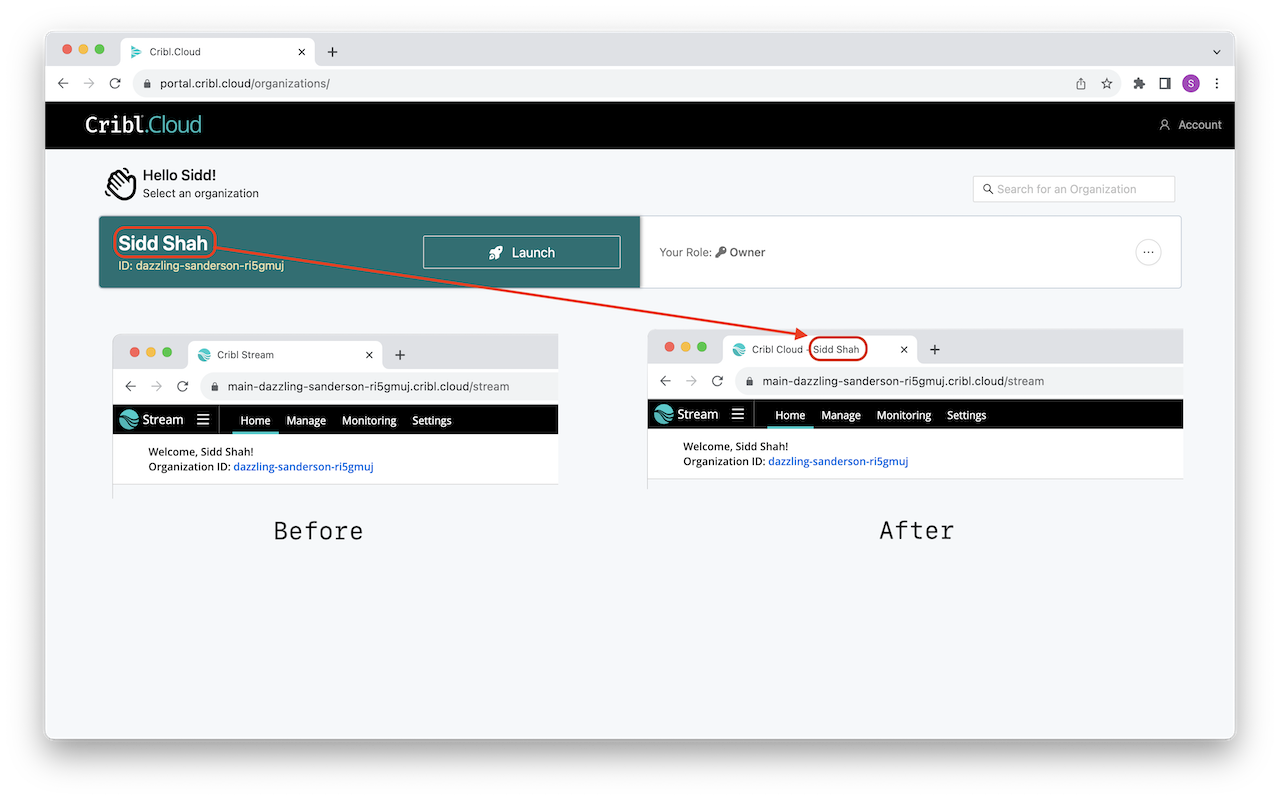 Cribl.Cloud
portal.cribl.cloud/organizations/
S
Cribl.Cloud
Account
Hello Sidd!
Select an organization
Search for an Organization
Sidd Shah
ID: dazzling-sanderson-ri5gmuj
Launch
Your Role: Owner
Cribl Stream
main-dazzling-sanderson-ri5gmuj.cribl.cloud/stream
Stream Home Manage Monitoring Settings
Welcome, Sidd Shah!
Organization ID: dazzling-sanderson-ri5gmuj
Before
Cribl Cloud - Sidd Shah
main-dazzling-sanderson-ri5gmuj.cribl.cloud/stream
Stream Home Manage Monitoring Settings
Welcome, Sidd Shah!
Organization ID: dazzling-sanderson-ri5gmuj
After